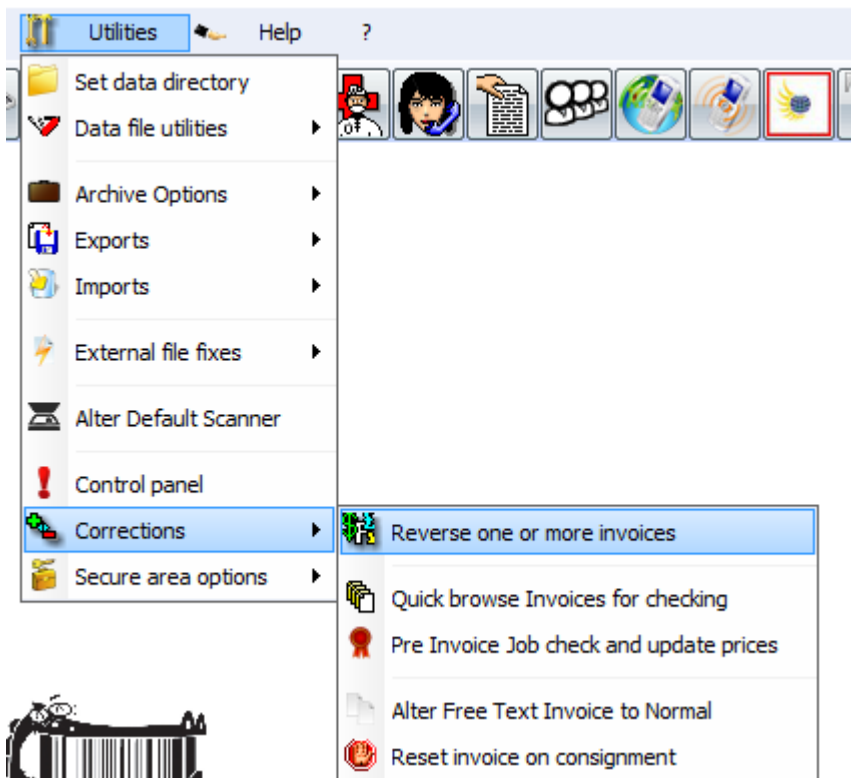 Utilities
Help
?
Set data directory
Data file utilities
Archive Options
Exports
Imports
External file fixes
Alter Default Scanner
Control panel
Corrections
Secure area options
Reverse one or more invoices
Quick browse Invoices for checking
Pre Invoice Job check and update prices
Alter Free Text Invoice to Normal
Reset invoice on consignment